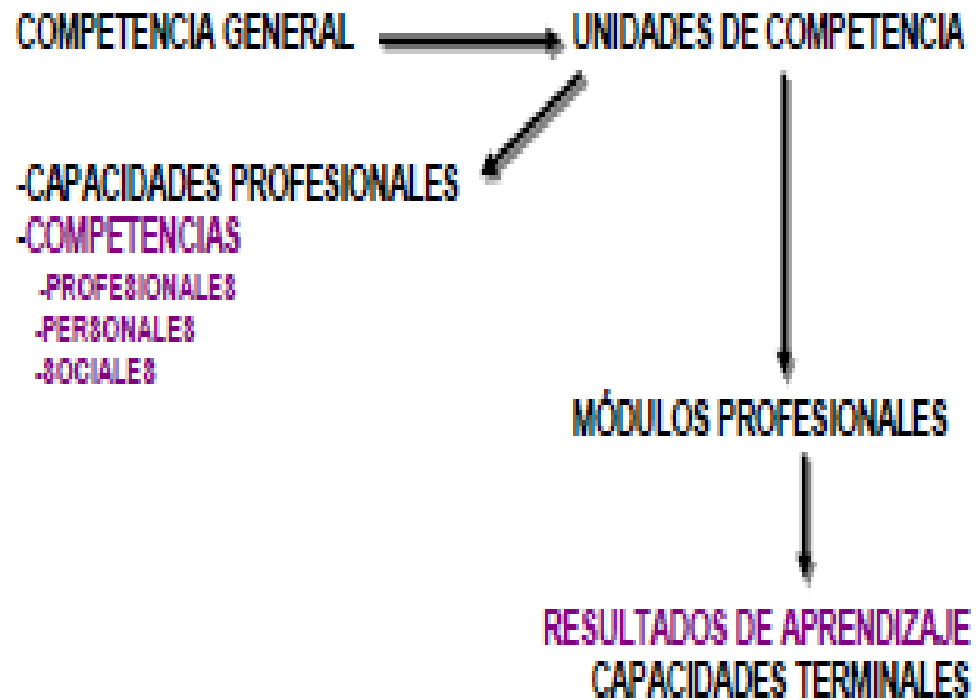 COMPETENCIA GENERAL
UNIDADES DE COMPETENCIA
-CAPACIDADES PROFESIONALES
-COMPETENCIAS
-PROFESIONALES
-PERSONALES
-SOCIALES
MÓDULOS PROFESIONALES
RESULTADOS DE APRENDIZAJE
CAPACIDADES TERMINALES